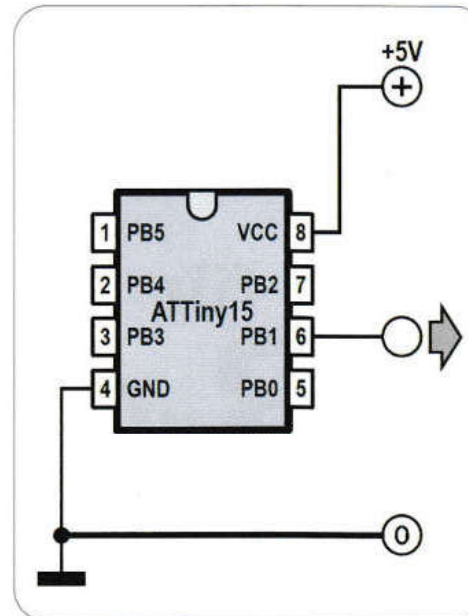 +5V
+
1 PB5 VCC 8
2 PB4 PB2 7
ATTiny15
3 PB3 PB1 6
4 GND PB0 5
0